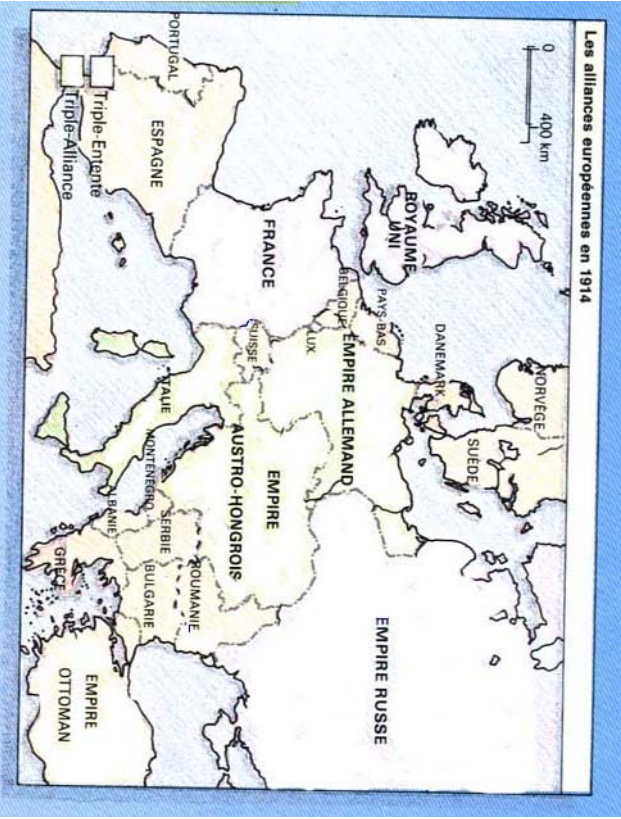 Les alliances européennes en 1914
0 400 km
NORVÈGE
SUÈDE
DANEMARK
ROYAUME
UNI
PAYS-BAS
BELGIQUE
LUX
EMPIRE ALLEMAND
EMPIRE RUSSE
FRANCE
SUISSE
EMPIRE
AUSTRO-HONGROIS
PORTUGAL
ESPAGNE
ITALIE
MONTENEGRO
SERBIE
ROUMANIE
BULGARIE
ALBANIE
GRÈCE
EMPIRE
OTTOMAN
Triple-Entente
Triple-Alliance